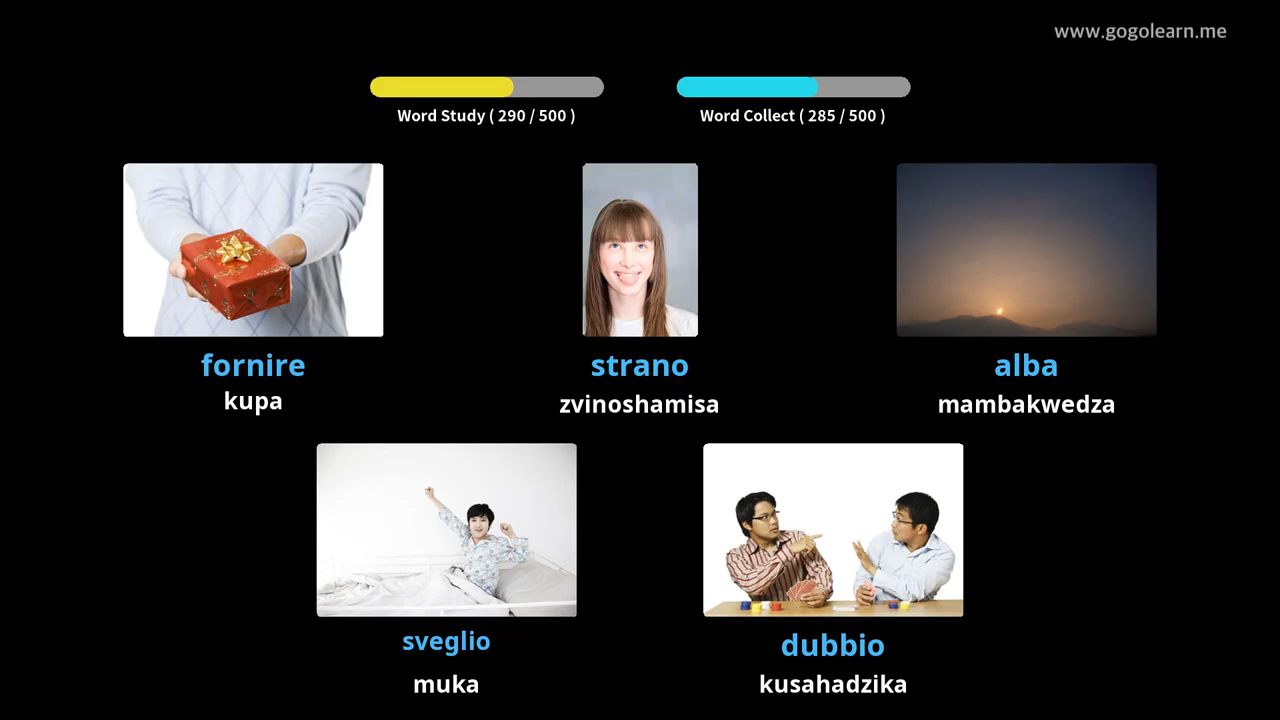 www.gogolearn.me
Word Study ( 290 / 500 )
Word Collect ( 285 / 500 )
fornire
kupa
strano
zvinoshamisa
alba
mambakwedza
sveglio
muka
dubbio
kusahadzika